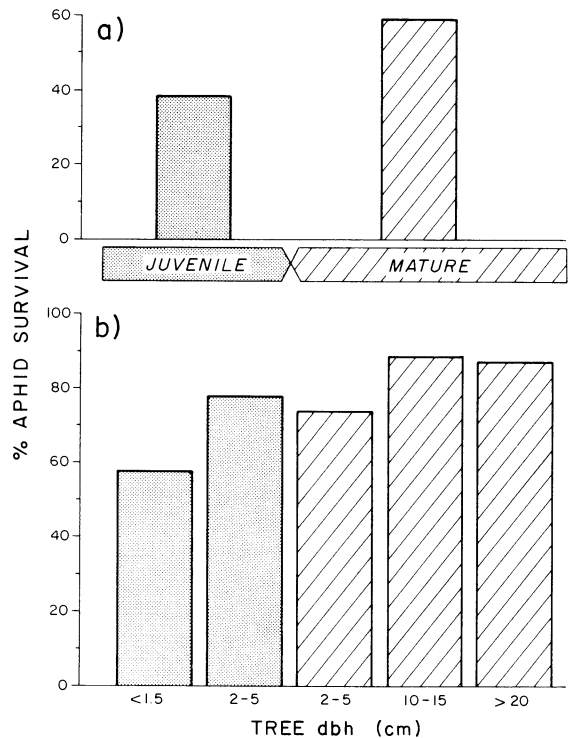 a)
60
40
20
0
JUVENILE MATURE
% APHID SURVIVAL
b)
100
80
60
40
20
0
<1.5 2-5 2-5 10-15 >20
TREE dbh (cm)